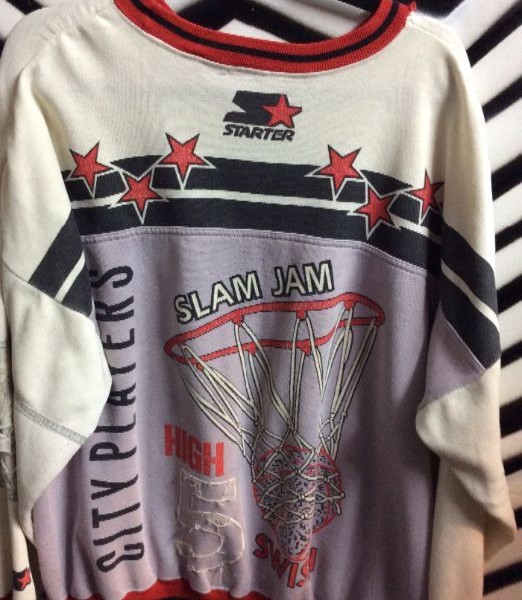 STARTER
SLAM JAM
CITY PLAYERS
HIGH
5
SWISH